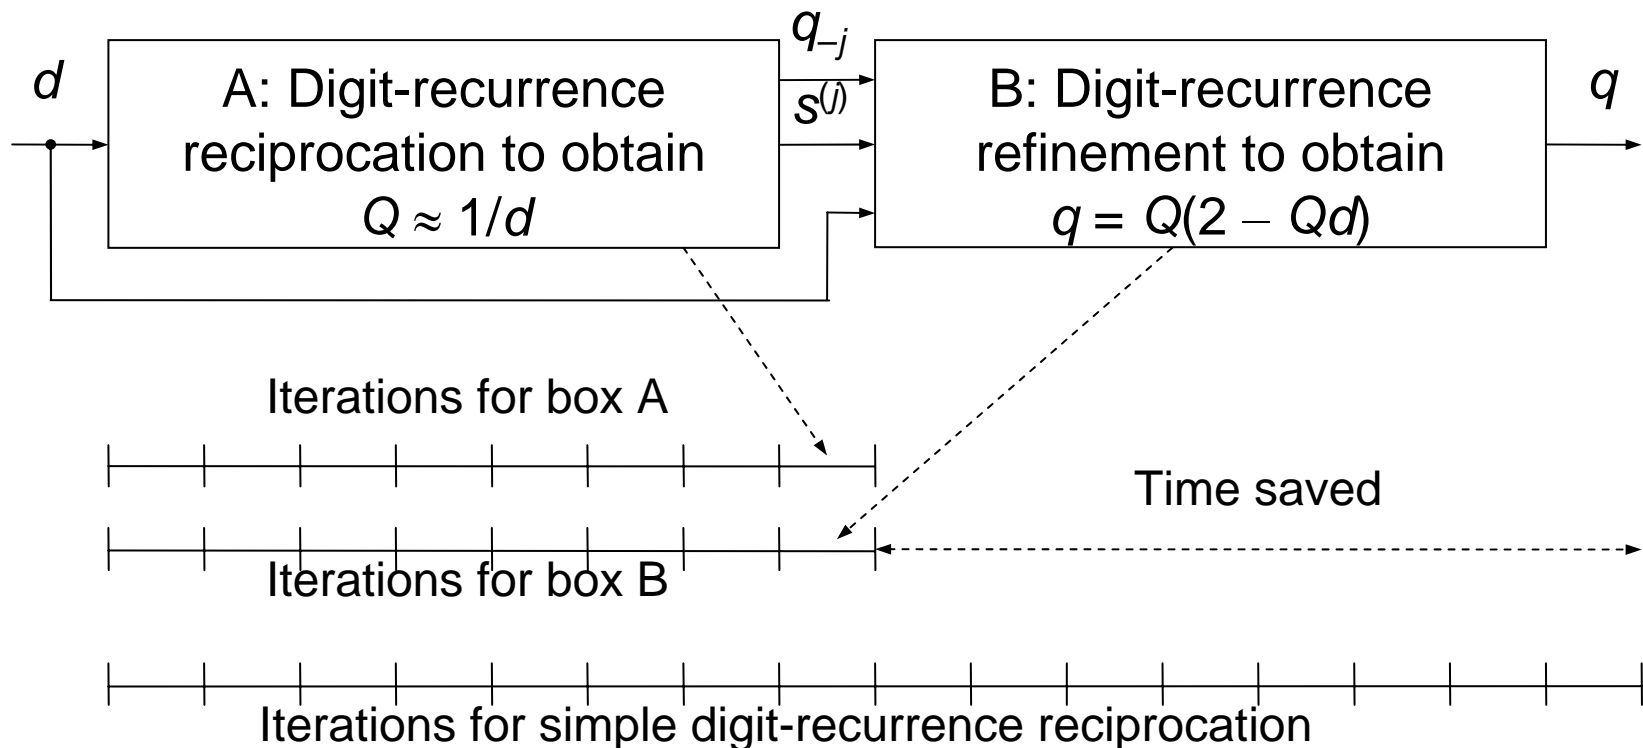 d
A: Digit-recurrence
reciprocation to obtain
Q ≈ 1/d
q–j
s(j)
B: Digit-recurrence
refinement to obtain
q = Q(2 – Qd)
q
Iterations for box A
Time saved
Iterations for box B
Iterations for simple digit-recurrence reciprocation